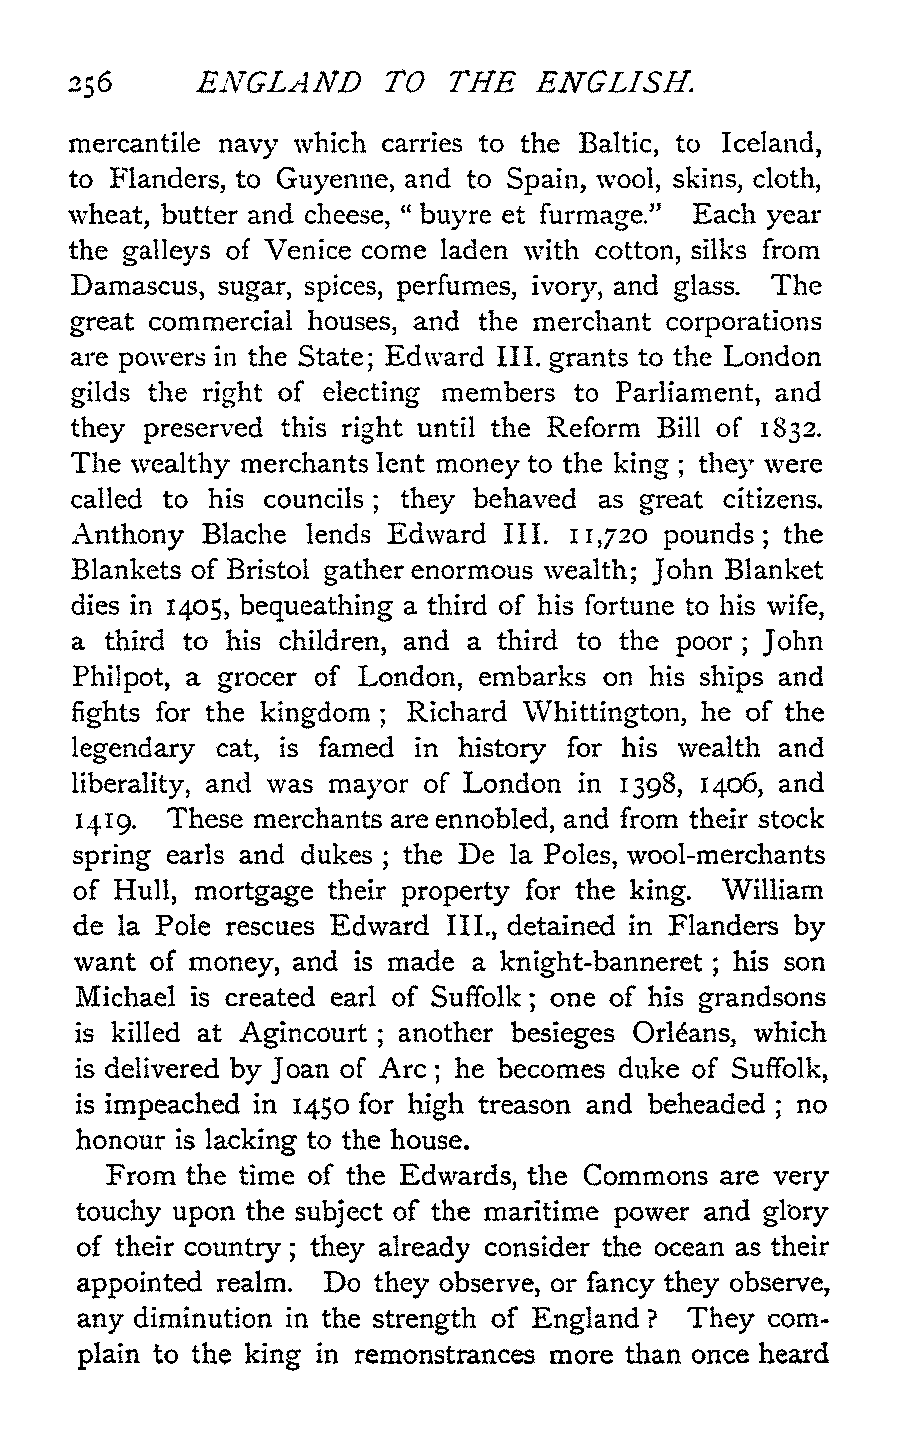 256 ENGLAND TO THE ENGLISH.
mercantile navy which carries to the Baltic, to Iceland,
to Flanders, to Guyenne, and to Spain, wool, skins, cloth,
wheat, butter and cheese, “ buyre et furmage.” Each year
the galleys of Venice come laden with cotton, silks from
Damascus, sugar, spices, perfumes, ivory, and glass. The
great commercial houses, and the merchant corporations
are powers in the State; Edward III. grants to the London
gilds the right of electing members to Parliament, and
they preserved this right until the Reform Bill of 1832.
The wealthy merchants lent money to the king ; they were
called to his councils ; they behaved as great citizens.
Anthony Blache lends Edward III. 11,720 pounds ; the
Blankets of Bristol gather enormous wealth; John Blanket
dies in 1405, bequeathing a third of his fortune to his wife,
a third to his children, and a third to the poor ; John
Philpot, a grocer of London, embarks on his ships and
fights for the kingdom ; Richard Whittington, he of the
legendary cat, is famed in history for his wealth and
liberality, and was mayor of London in 1398, 1406, and
1419. These merchants are ennobled, and from their stock
spring earls and dukes ; the De la Poles, wool-merchants
of Hull, mortgage their property for the king. William
de la Pole rescues Edward III., detained in Flanders by
want of money, and is made a knight-banneret ; his son
Michael is created earl of Suffolk ; one of his grandsons
is killed at Agincourt ; another besieges Orléans, which
is delivered by Joan of Arc ; he becomes duke of Suffolk,
is impeached in 1450 for high treason and beheaded ; no
honour is lacking to the house.
From the time of the Edwards, the Commons are very
touchy upon the subject of the maritime power and glory
of their country ; they already consider the ocean as their
appointed realm. Do they observe, or fancy they observe,
any diminution in the strength of England ? They com-
plain to the king in remonstrances more than once heard